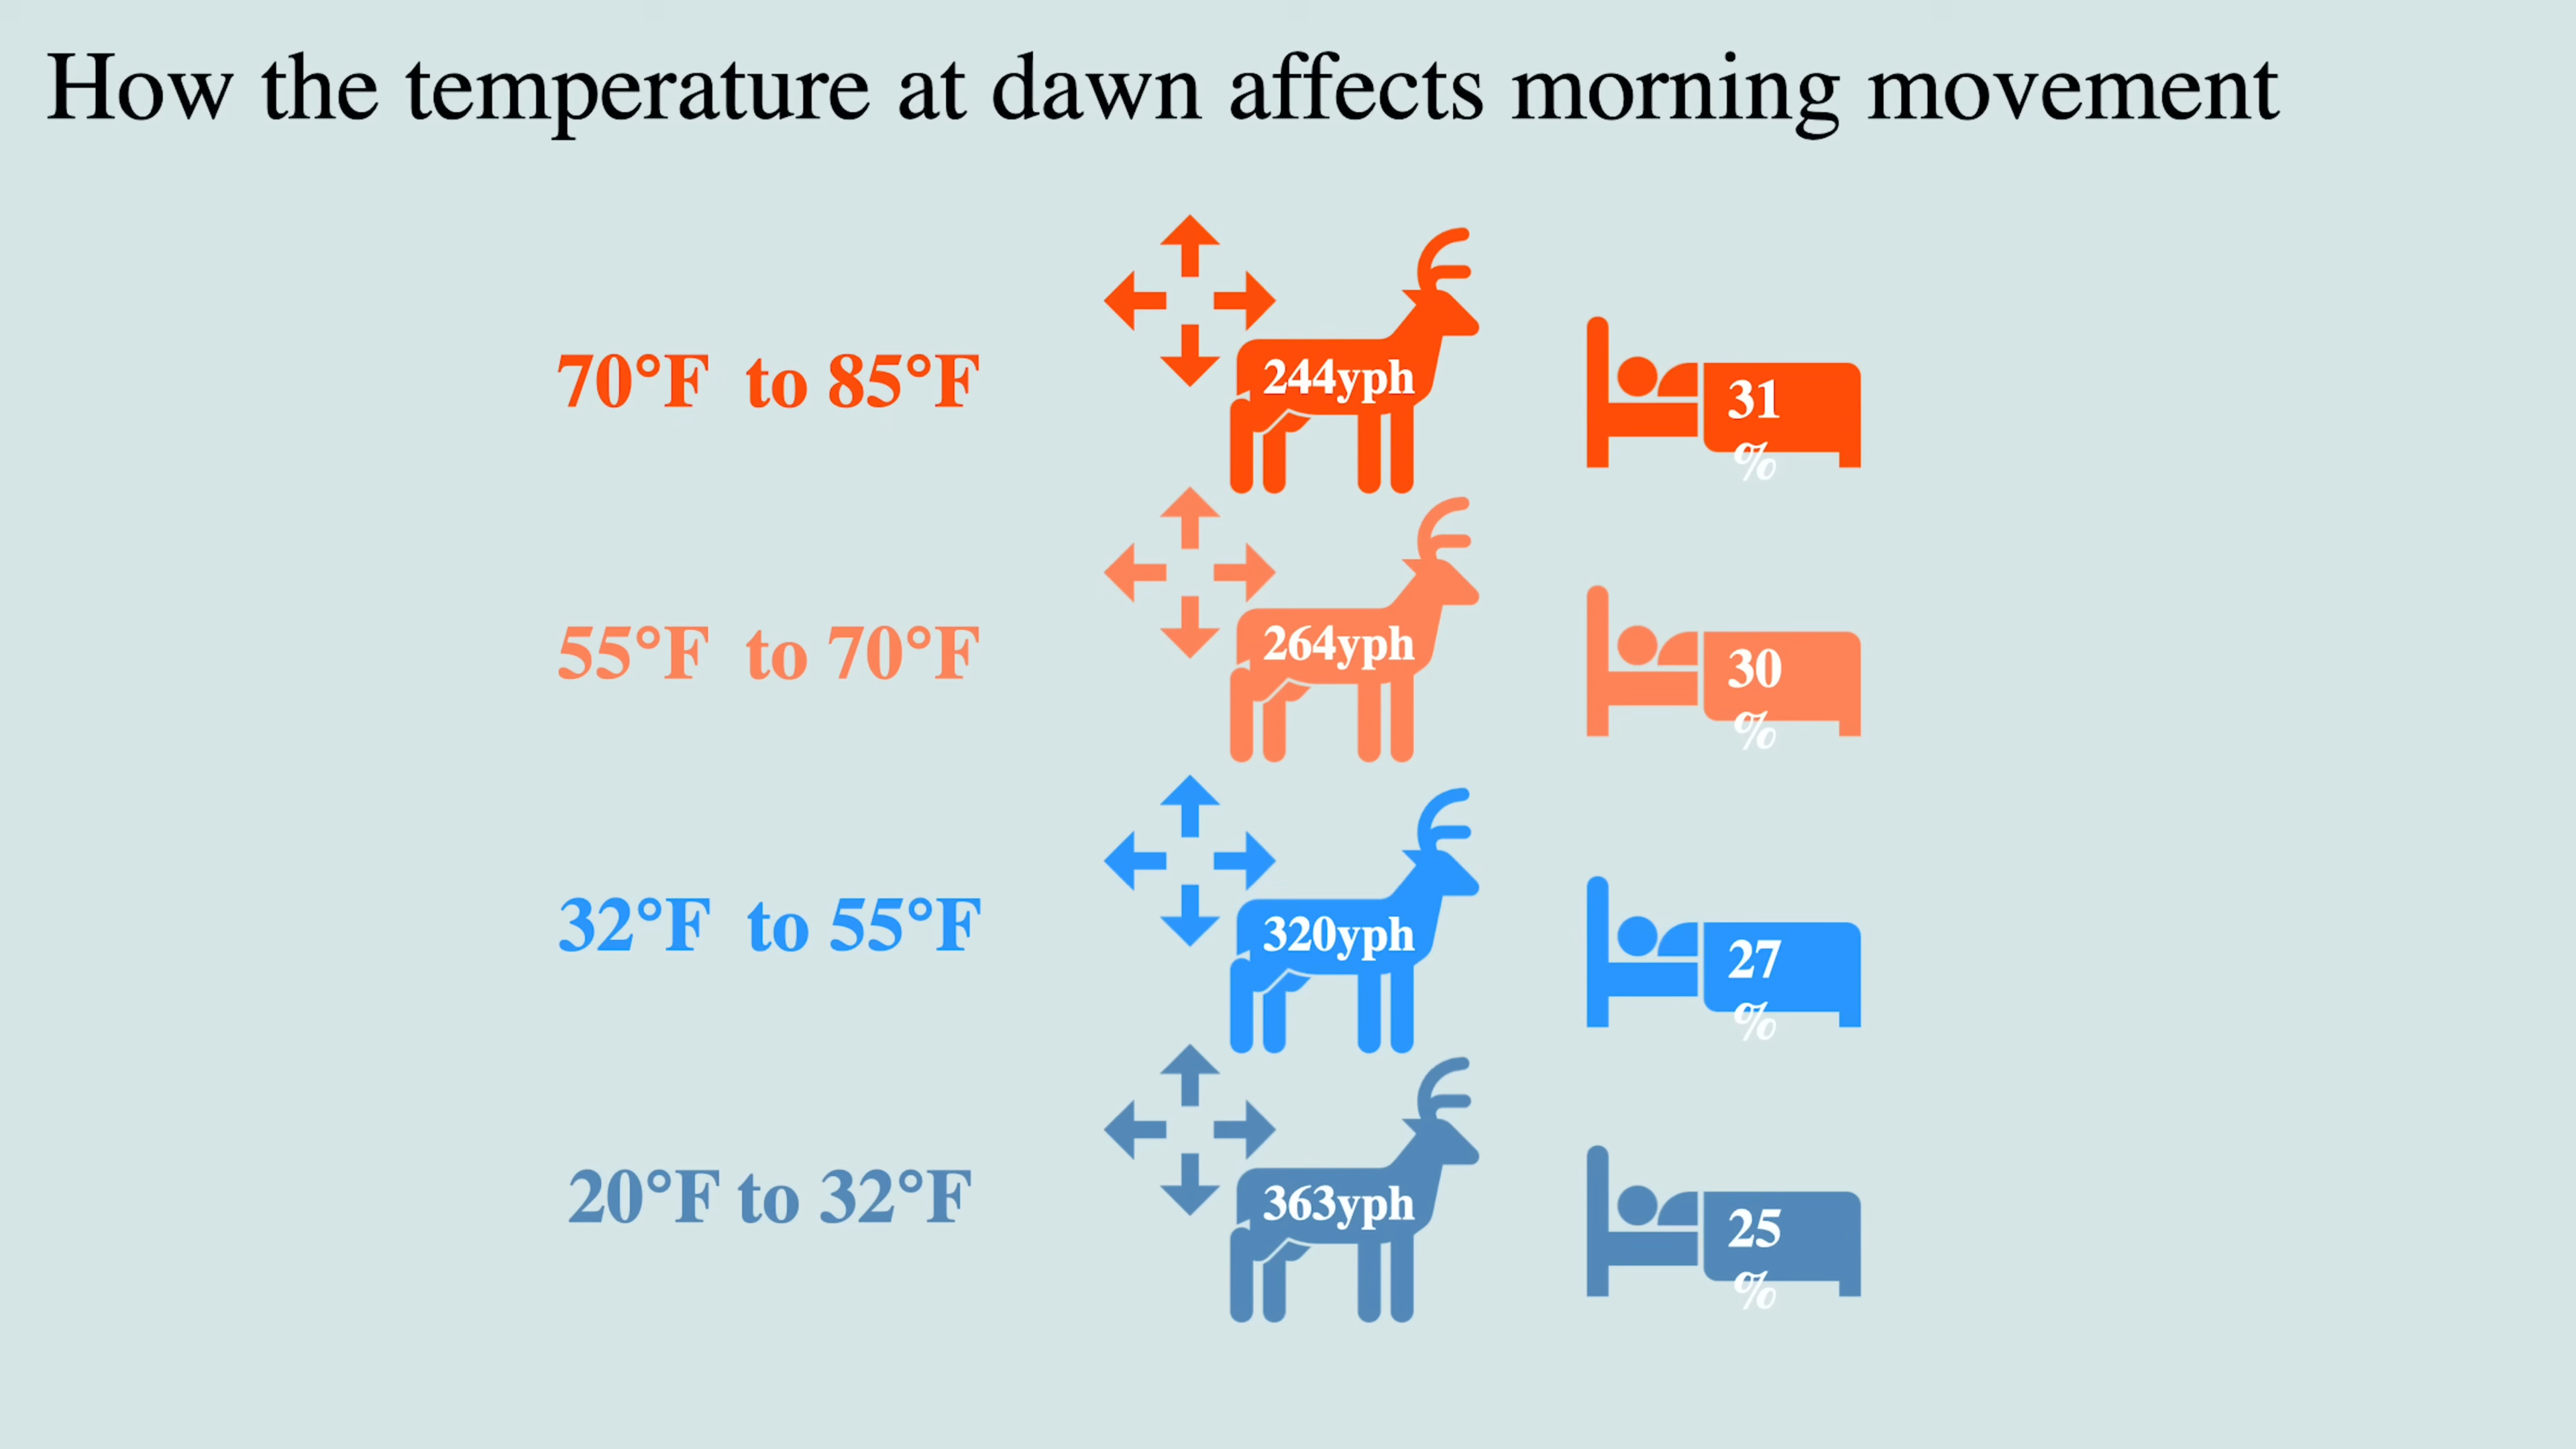 How the temperature at dawn affects morning movement
70°F to 85°F
244yph
31
%
55°F to 70°F
264yph
30
%
32°F to 55°F
320yph
27
%
20°F to 32°F
363yph
25
%